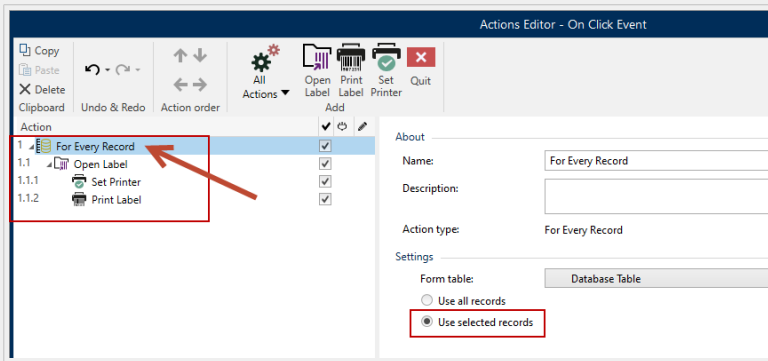 Actions Editor - On Click Event
Copy
Paste
Delete
Clipboard
Undo & Redo
Action order
All
Actions
Open
Label
Print
Label
Set
Printer
Quit
Add
Action
1 For Every Record
1.1 Open Label
1.1.1 Set Printer
1.1.2 Print Label
About
Name: For Every Record
Description:
Action type: For Every Record
Settings
Form table: Database Table
Use all records
Use selected records